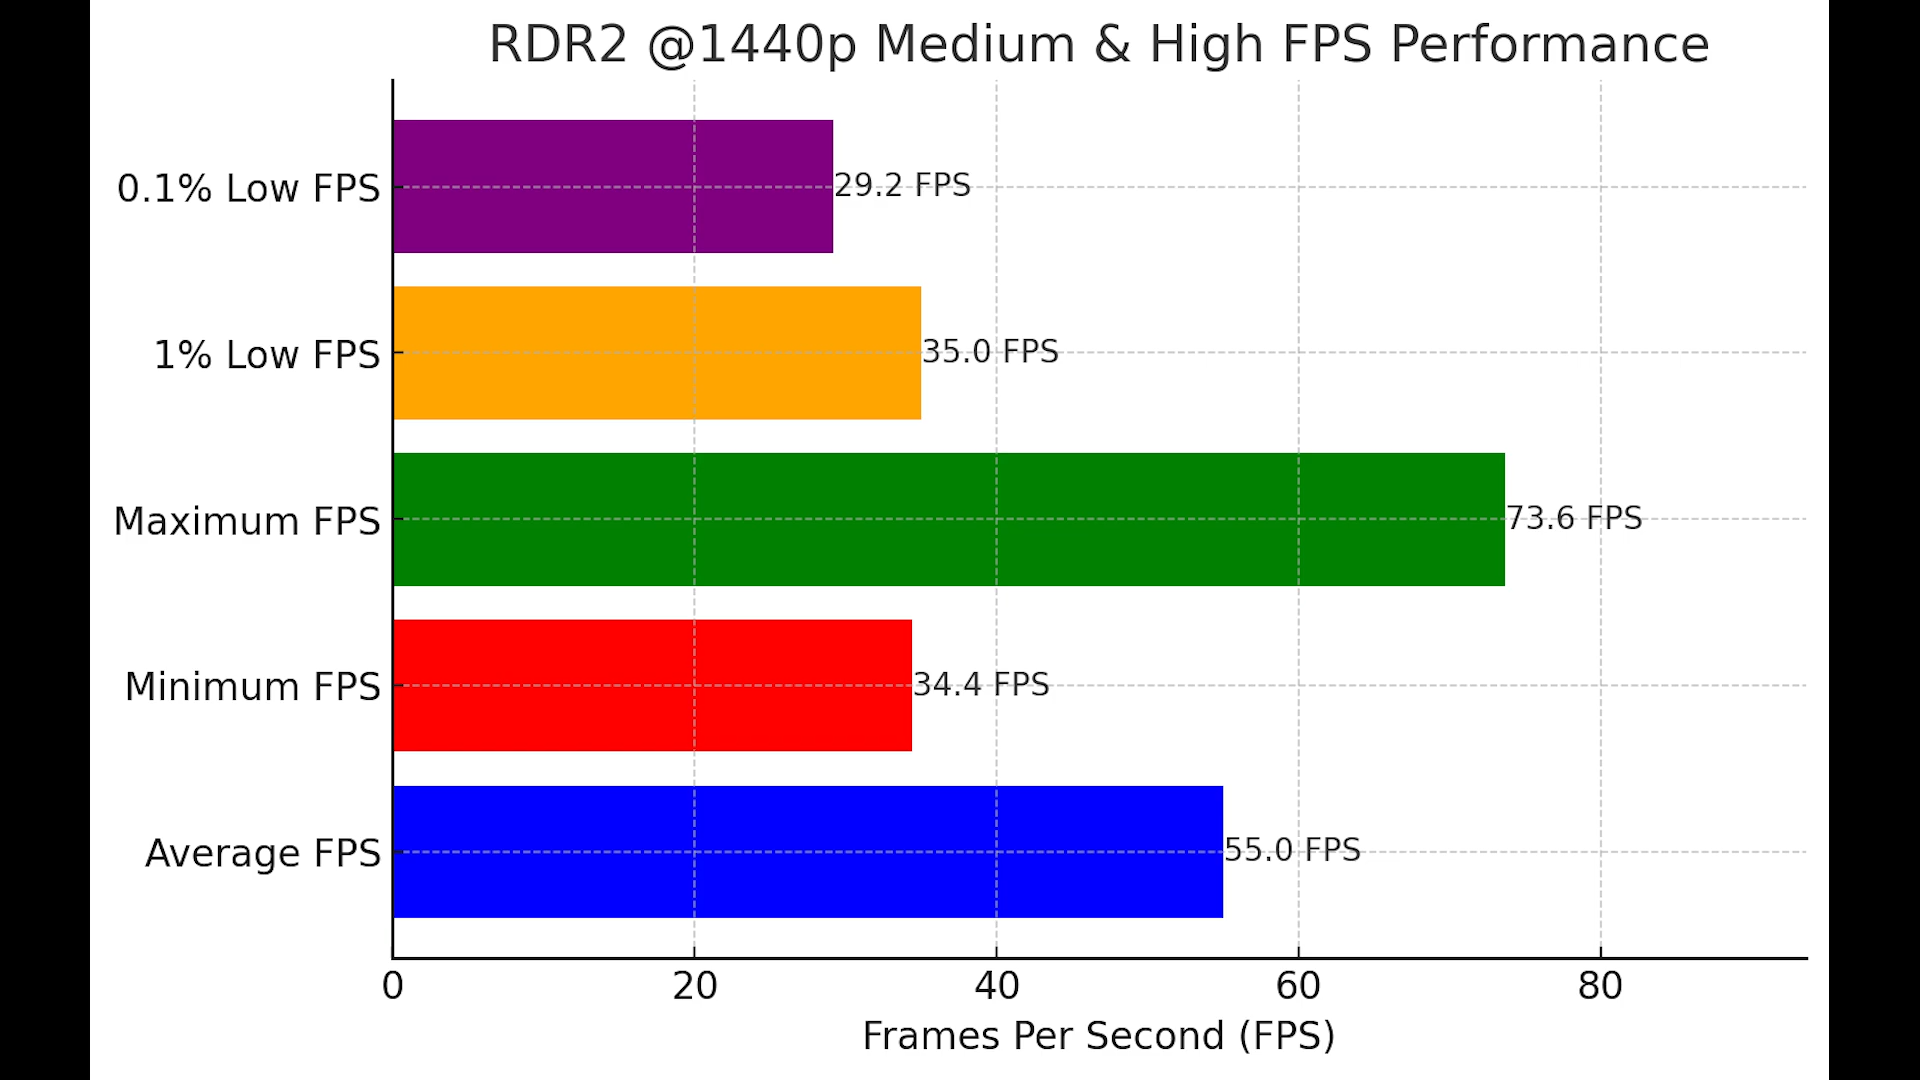 RDR2 @1440p Medium & High FPS Performance
0.1% Low FPS
29.2 FPS
1% Low FPS
35.0 FPS
Maximum FPS
73.6 FPS
Minimum FPS
34.4 FPS
Average FPS
55.0 FPS
0 20 40 60 80
Frames Per Second (FPS)